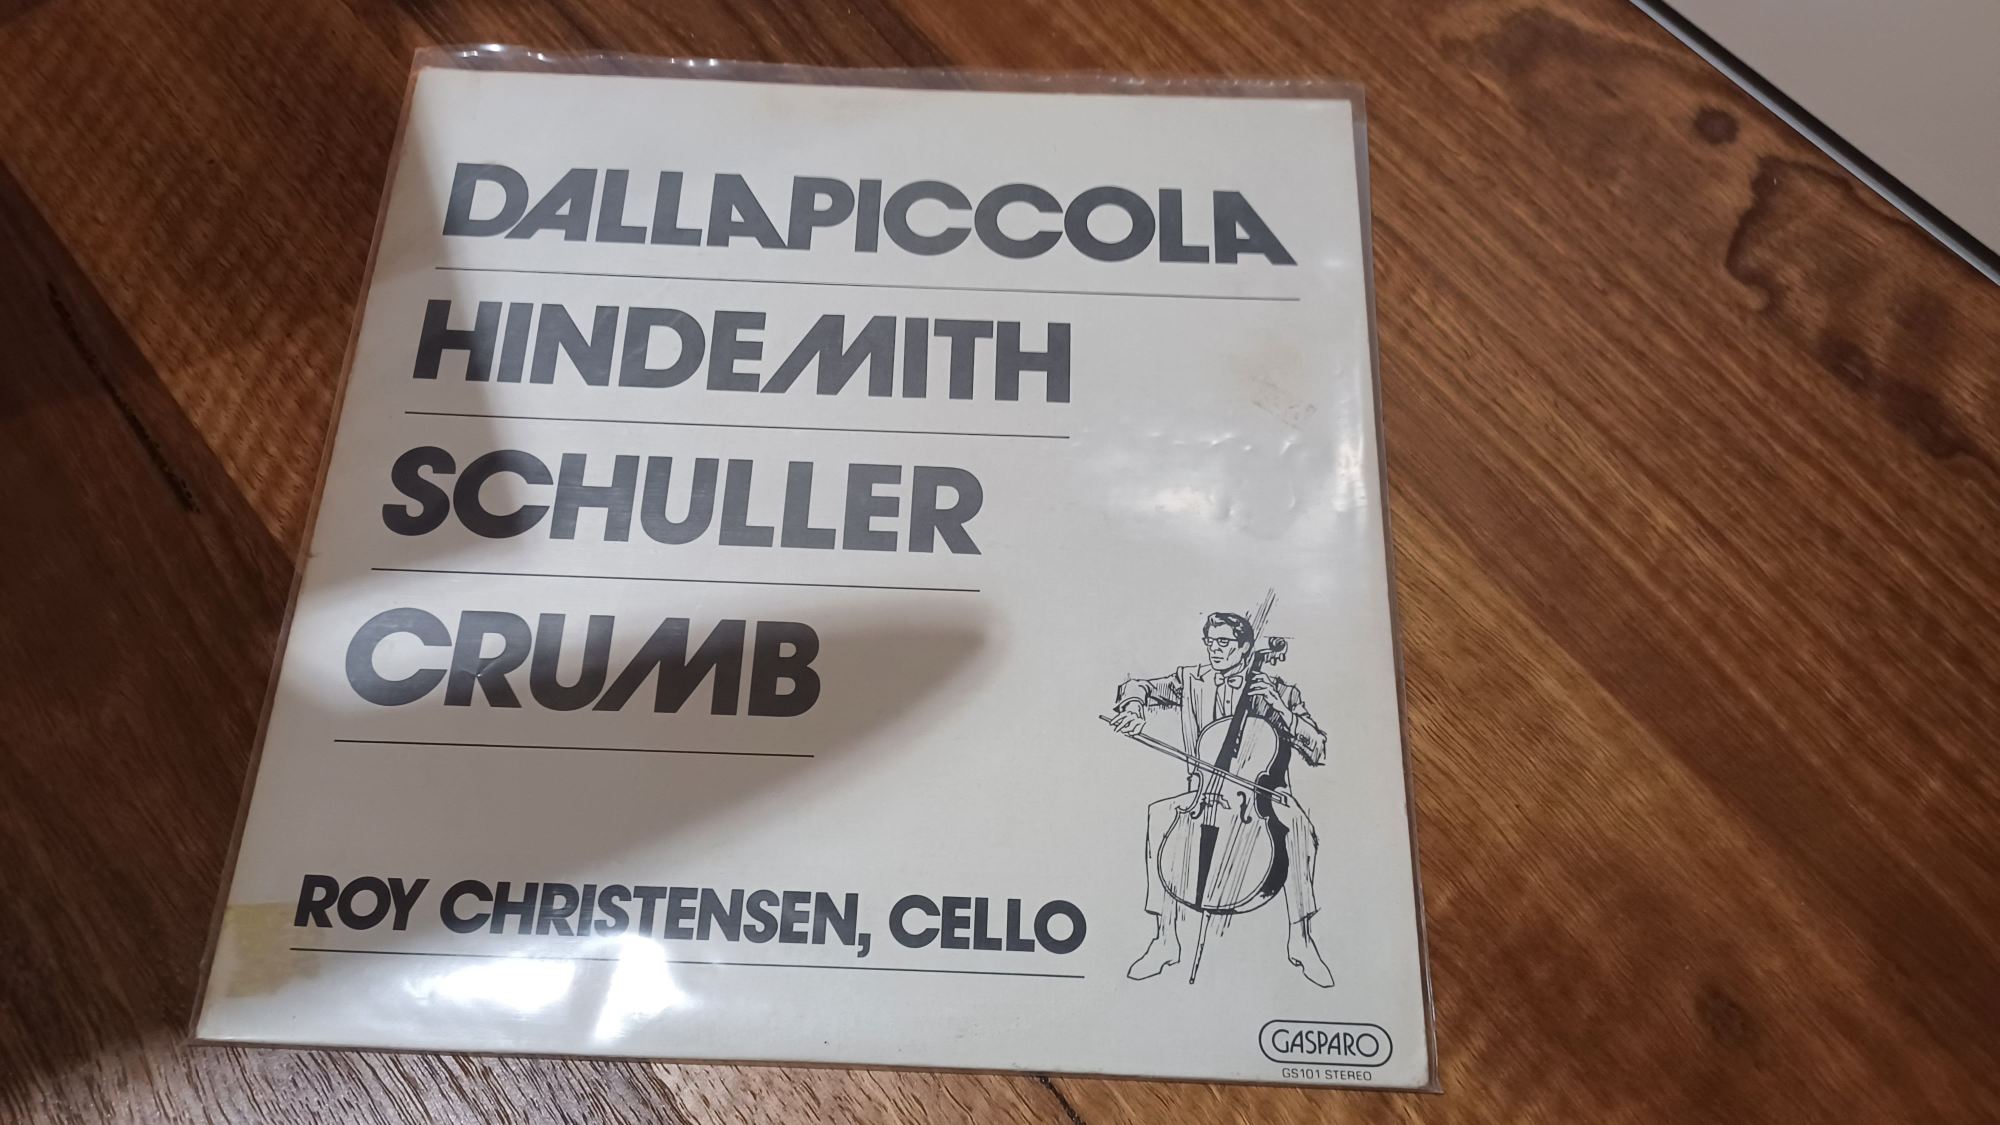 DALLAPICCOLA
HINDEMITH
SCHULLER
CRUMB
ROY CHRISTENSEN, CELLO
GASPARO
GS101 STEREO